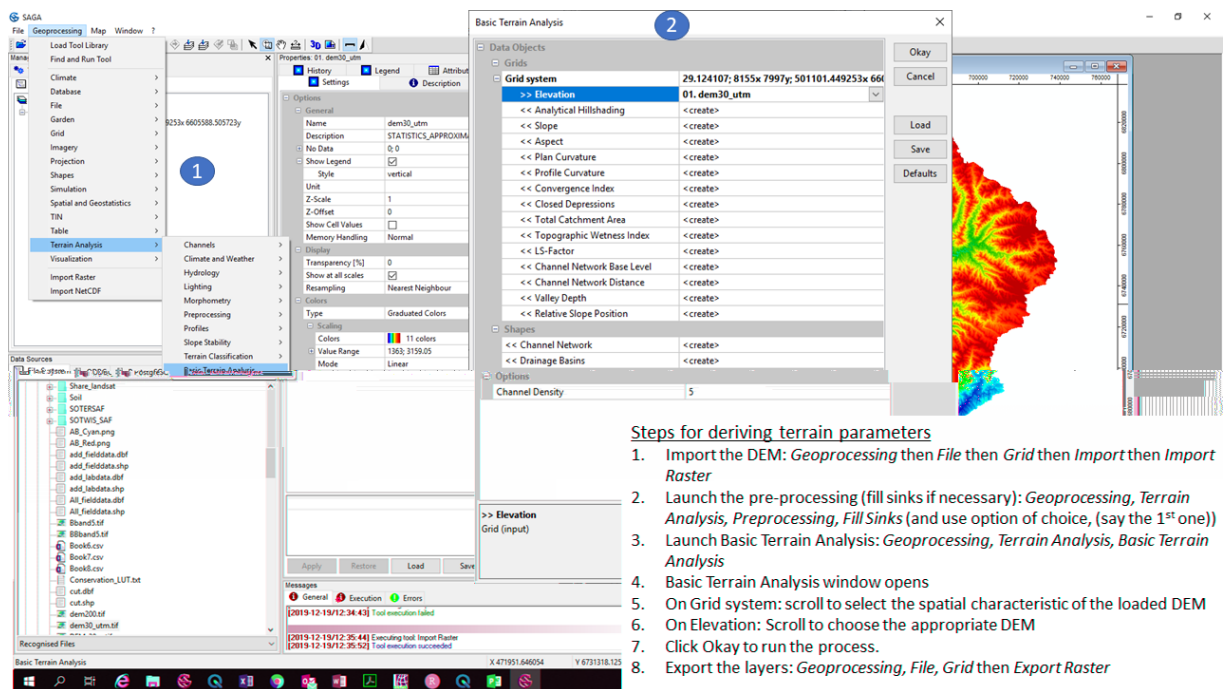 SAGA
File Geoprocessing Map Window ?
Load Tool Library
Find and Run Tool
Climate
Database
File
Garden
Grid
Imagery
Projection
Shapes
Simulation
Spatial and Geostatistics
TIN
Table
Terrain Analysis
Visualization
Import Raster
Import NetCDF
1
9253x 6605588.505723y
Channels
Climate and Weather
Hydrology
Lighting
Morphometry
Preprocessing
Profiles
Slope Stability
Terrain Classification
Basic Terrain Analysis
Properties: 01. dem30_utm
History Legend Attribut
Settings Description
Options
General
Name dem30_utm
Description STATISTICS_APPROXIMA
No Data 0; 0
Show Legend
Style vertical
Unit
Z-Scale 1
Z-Offset 0
Show Cell Values
Memory Handling Normal
Display
Transparency [%] 0
Show at all scales
Resampling Nearest Neighbour
Colors
Type Graduated Colors
Scaling
Colors 11 colors
Value Range 1363; 3159.05
Mode Linear
Basic Terrain Analysis
2
Data Objects
Grids
Grid system 29.124107; 8155x 7997y; 501101.449253x 660
>> Elevation 01. dem30_utm
<< Analytical Hillshading <create>
<< Slope <create>
<< Aspect <create>
<< Plan Curvature <create>
<< Profile Curvature <create>
<< Convergence Index <create>
<< Closed Depressions <create>
<< Total Catchment Area <create>
<< Topographic Wetness Index <create>
<< LS-Factor <create>
<< Channel Network Base Level <create>
<< Channel Network Distance <create>
<< Valley Depth <create>
<< Relative Slope Position <create>
Shapes
<< Channel Network <create>
<< Drainage Basins <create>
Options
Channel Density 5
>> Elevation
Grid (input)
Okay
Cancel
Load
Save
Defaults
700000 720000 740000 760000
Data Sources
Share_landsat
Soil
SOTERSAF
SOTWIS_SAF
AB_Cyan.png
AB_Red.png
add_fielddata.dbf
add_fielddata.shp
add_labdata.dbf
add_labdata.shp
All_fielddata.dbf
All_fielddata.shp
Bband5.tif
BBband5.tif
Book6.csv
Book7.csv
Book8.csv
Conservation_LUT.txt
cut.dbf
cut.shp
dem200.tif
dem30_utm.tif
Recognised Files
Apply Restore Load Save
Messages
General Execution Errors
[2019-12-19/12:34:43] Tool execution failed
[2019-12-19/12:35:44] Executing tool: Import Raster
[2019-12-19/12:35:52] Tool execution succeeded
Basic Terrain Analysis X 471951.646054 Y 6731318.125
Steps for deriving terrain parameters
1. Import the DEM: Geoprocessing then File then Grid then Import then Import
Raster
2. Launch the pre-processing (fill sinks if necessary): Geoprocessing, Terrain
Analysis, Preprocessing, Fill Sinks (and use option of choice, (say the 1st one))
3. Launch Basic Terrain Analysis: Geoprocessing, Terrain Analysis, Basic Terrain
Analysis
4. Basic Terrain Analysis window opens
5. On Grid system: scroll to select the spatial characteristic of the loaded DEM
6. On Elevation: Scroll to choose the appropriate DEM
7. Click Okay to run the process.
8. Export the layers: Geoprocessing, File, Grid then Export Raster